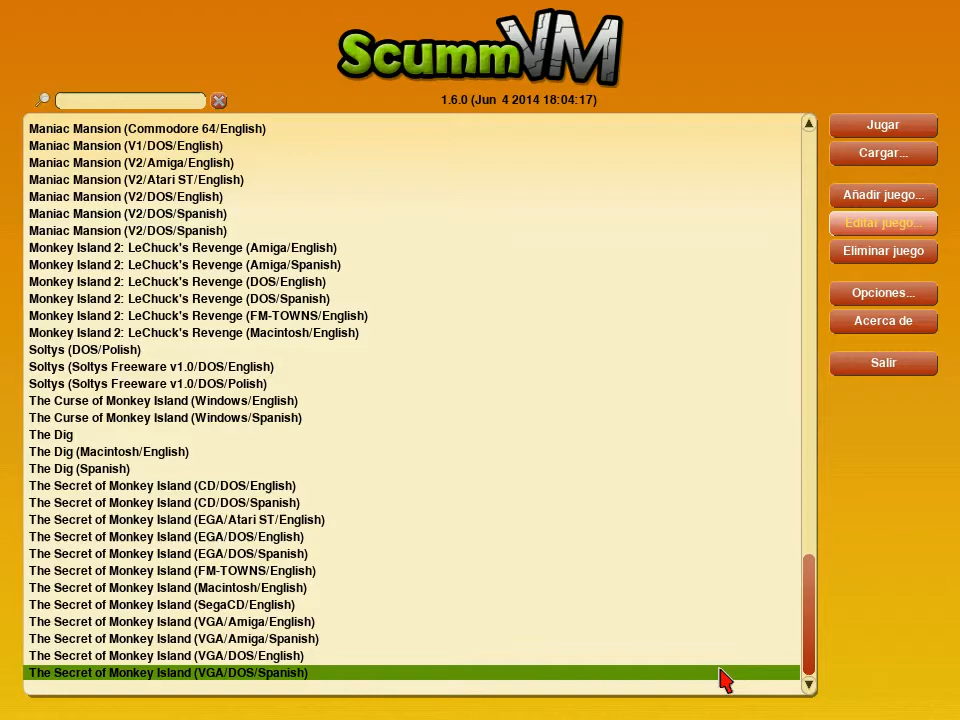 ScummVM
1.6.0 (Jun 4 2014 18:04:17)
Maniac Mansion (Commodore 64/English)
Maniac Mansion (V1/DOS/English)
Maniac Mansion (V2/Amiga/English)
Maniac Mansion (V2/Atari ST/English)
Maniac Mansion (V2/DOS/English)
Maniac Mansion (V2/DOS/Spanish)
Maniac Mansion (V2/DOS/Spanish)
Monkey Island 2: LeChuck's Revenge (Amiga/English)
Monkey Island 2: LeChuck's Revenge (Amiga/Spanish)
Monkey Island 2: LeChuck's Revenge (DOS/English)
Monkey Island 2: LeChuck's Revenge (DOS/Spanish)
Monkey Island 2: LeChuck's Revenge (FM-TOWNS/English)
Monkey Island 2: LeChuck's Revenge (Macintosh/English)
Soltys (DOS/Polish)
Soltys (Soltys Freeware v1.0/DOS/English)
Soltys (Soltys Freeware v1.0/DOS/Polish)
The Curse of Monkey Island (Windows/English)
The Curse of Monkey Island (Windows/Spanish)
The Dig
The Dig (Macintosh/English)
The Dig (Spanish)
The Secret of Monkey Island (CD/DOS/English)
The Secret of Monkey Island (CD/DOS/Spanish)
The Secret of Monkey Island (EGA/Atari ST/English)
The Secret of Monkey Island (EGA/DOS/English)
The Secret of Monkey Island (EGA/DOS/Spanish)
The Secret of Monkey Island (FM-TOWNS/English)
The Secret of Monkey Island (Macintosh/English)
The Secret of Monkey Island (SegaCD/English)
The Secret of Monkey Island (VGA/Amiga/English)
The Secret of Monkey Island (VGA/Amiga/Spanish)
The Secret of Monkey Island (VGA/DOS/English)
The Secret of Monkey Island (VGA/DOS/Spanish)
Jugar
Cargar...
Añadir juego...
Editar juego...
Eliminar juego
Opciones...
Acerca de
Salir